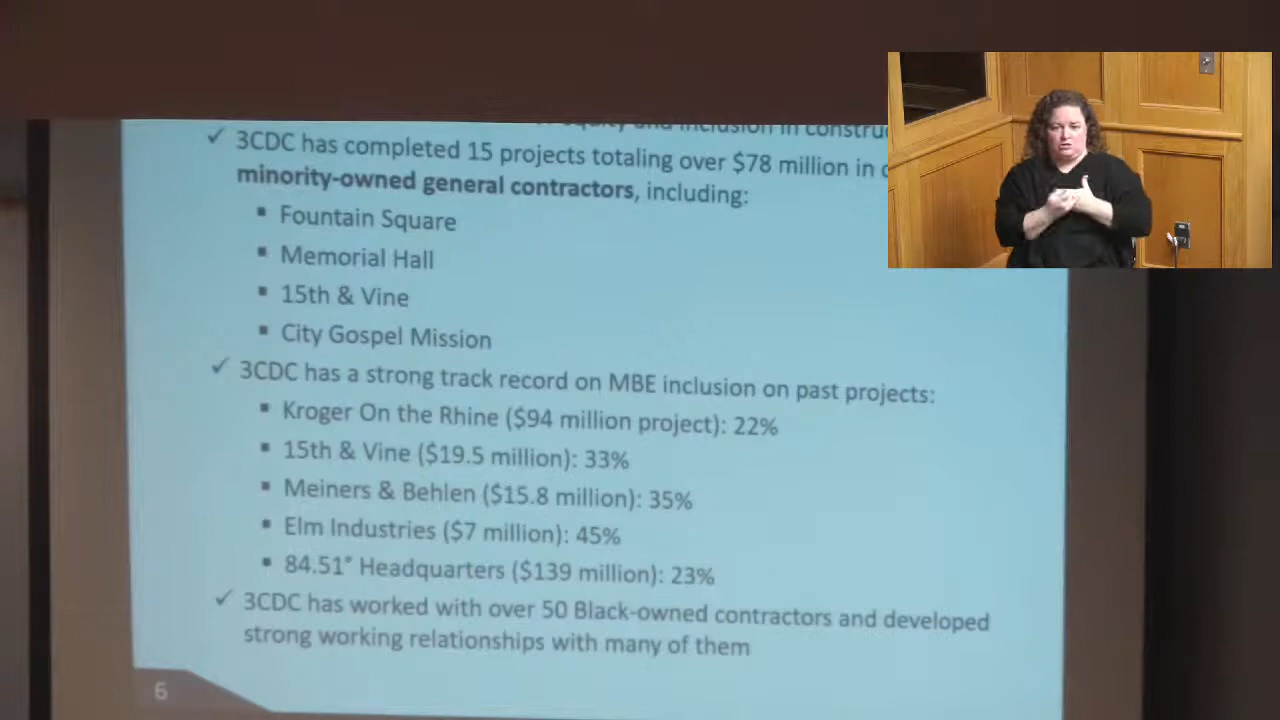 equity and inclusion in
✓ 3CDC has completed 15 projects totaling over $78 million in
minority-owned general contractors, including:
▪ Fountain Square
▪ Memorial Hall
▪ 15th & Vine
▪ City Gospel Mission
✓ 3CDC has a strong track record on MBE inclusion on past projects:
▪ Kroger On the Rhine ($94 million project): 22%
▪ 15th & Vine ($19.5 million): 33%
▪ Meiners & Behlen ($15.8 million): 35%
▪ Elm Industries ($7 million): 45%
▪ 84.51° Headquarters ($139 million): 23%
✓ 3CDC has worked with over 50 Black-owned contractors and developed
strong working relationships with many of them
6